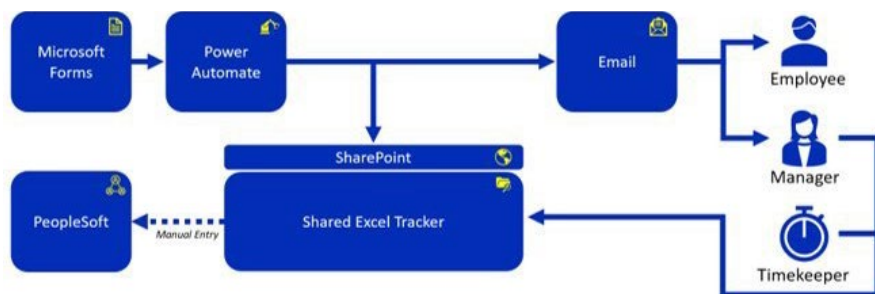 Microsoft
Forms
Power
Automate
Email
Employee
SharePoint
Manager
PeopleSoft
Manual Entry
Shared Excel Tracker
Timekeeper